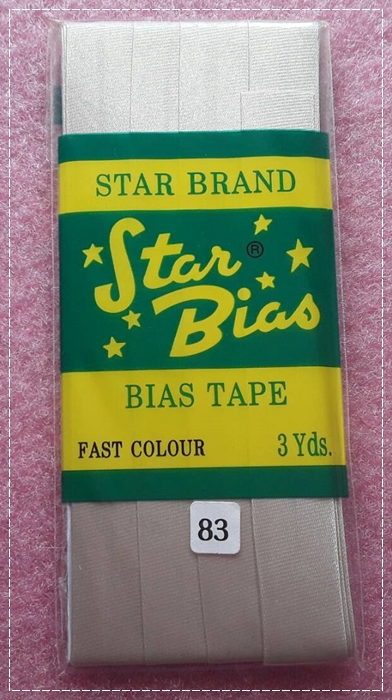 STAR BRAND
Star ®
Bias
BIAS TAPE
FAST COLOUR 3 Yds.
83